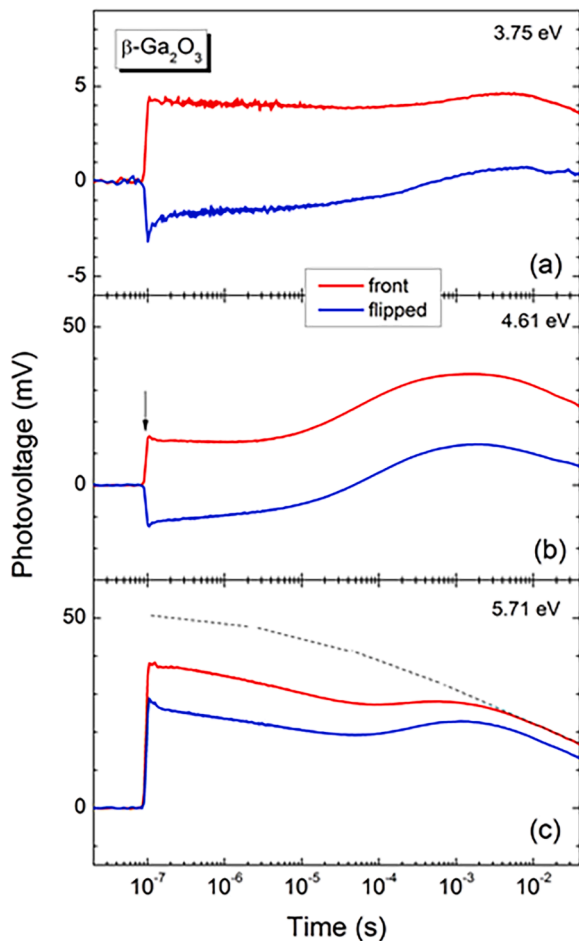 β-Ga₂O₃
3.75 eV
5
0
-5
(a)
front
flipped
4.61 eV
50
0
(b)
5.71 eV
50
0
(c)
Photovoltage (mV)
10⁻⁷ 10⁻⁶ 10⁻⁵ 10⁻⁴ 10⁻³ 10⁻²
Time (s)